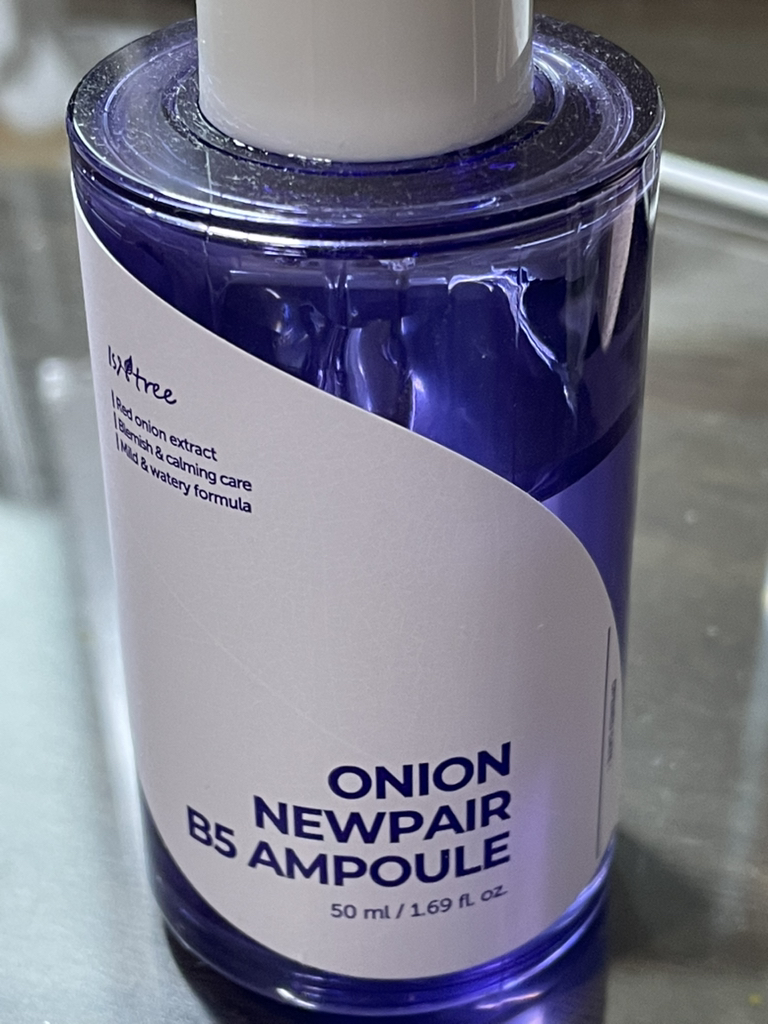 Isntree
Red onion extract
Blemish & calming care
Mild & watery formula
ONION
NEWPAIR
B5 AMPOULE
50 ml / 1.69 fl. oz.